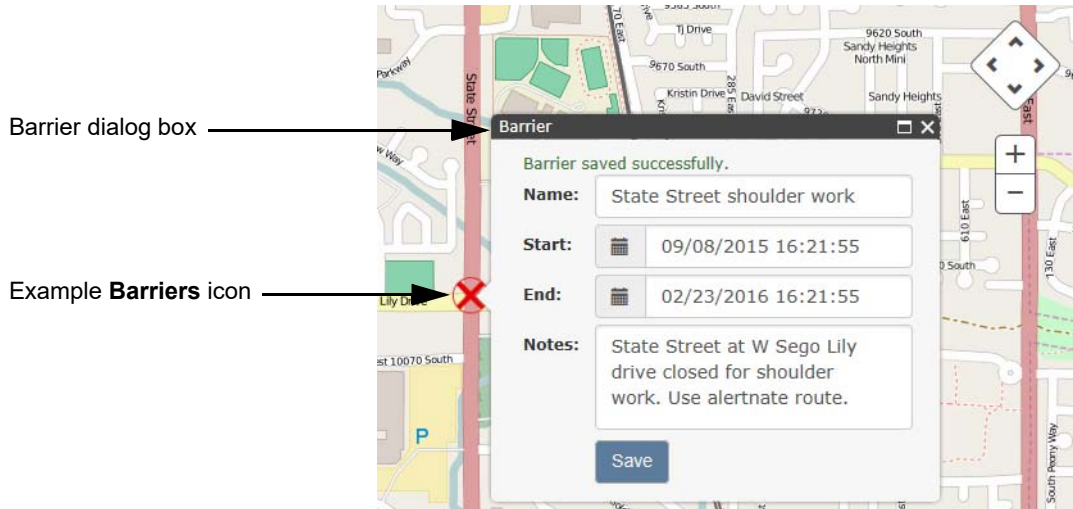 70 East
Tj Drive
9620 South
Sandy Heights
North Mini
Parkway
State Street
9670 South
285 Eas
Kristin Drive
David Street
Sandy Heights
East
Barrier dialog box
Barrier
Way
Barrier saved successfully.
+
Name:
State Street shoulder work
−
610 East
Start:
09/08/2015 16:21:55
130 East
0 South
Example Barriers icon
End:
02/23/2016 16:21:55
Lily Drive
Notes:
State Street at W Sego Lily
drive closed for shoulder
work. Use alertnate route.
st 10070 South
P
South Peony Way
Save